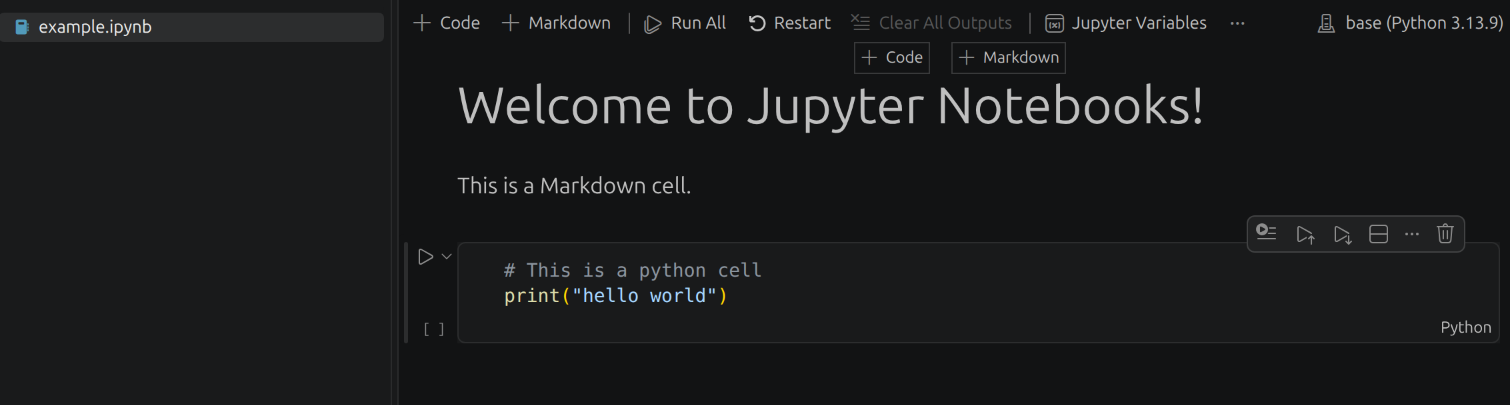 example.ipynb
Code Markdown Run All Restart Clear All Outputs Jupyter Variables ... base (Python 3.13.9)
Code Markdown
Welcome to Jupyter Notebooks!
This is a Markdown cell.
# This is a python cell
print("hello world")
[ ]
Python